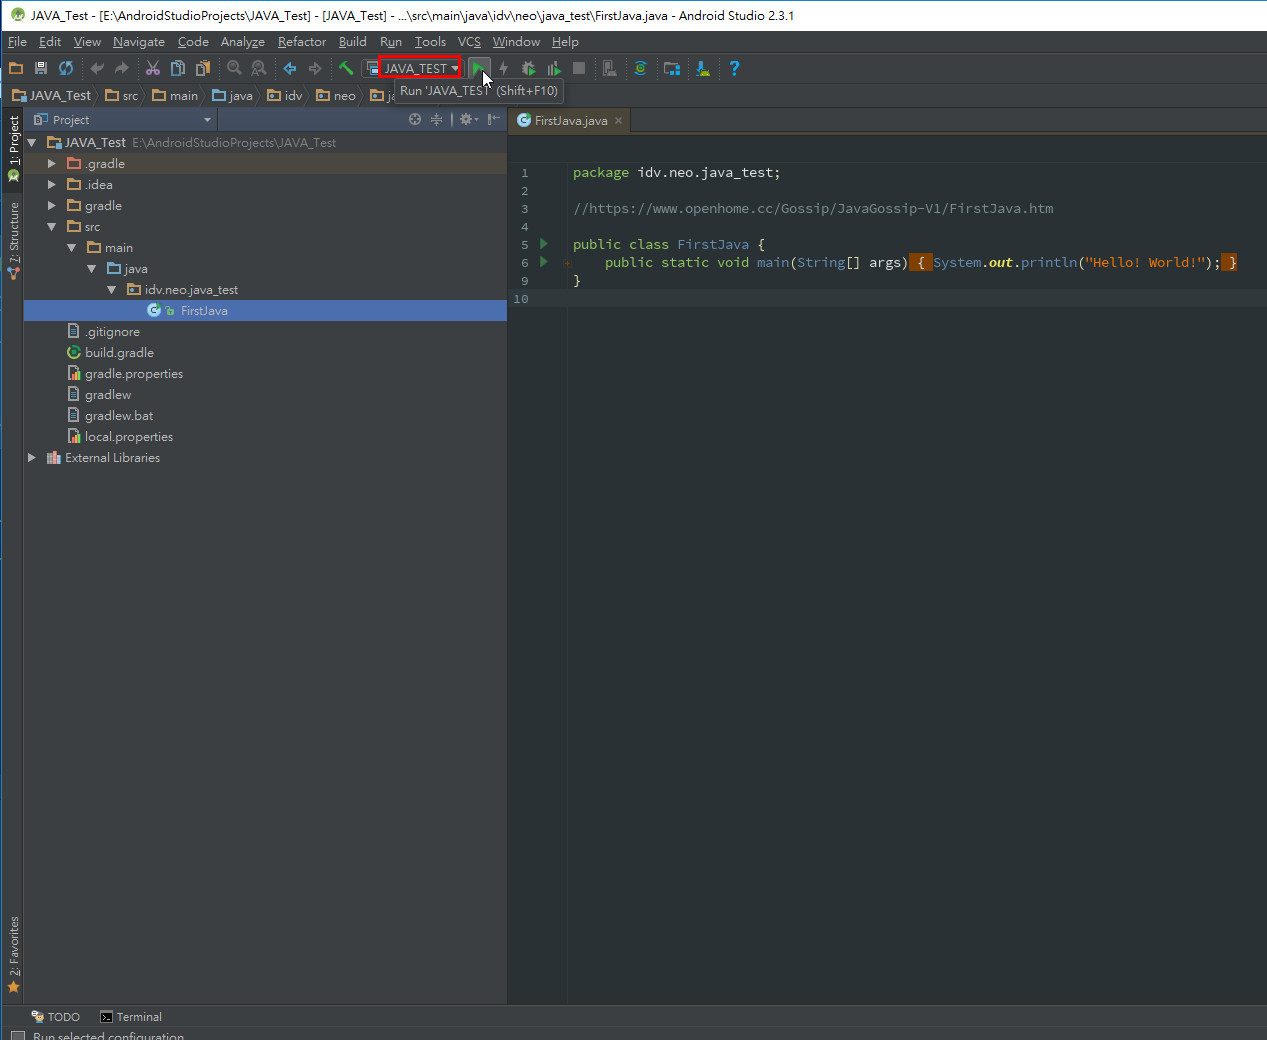 JAVA_Test - [E:\AndroidStudioProjects\JAVA_Test] - [JAVA_Test] - ...\src\main\java\idv\neo\java_test\FirstJava.java - Android Studio 2.3.1
File Edit View Navigate Code Analyze Refactor Build Run Tools VCS Window Help
JAVA_TEST
Run 'JAVA_TEST' (Shift+F10)
JAVA_Test src main java idv neo
1: Project
7: Structure
2: Favorites
Project
JAVA_Test E:\AndroidStudioProjects\JAVA_Test
.gradle
.idea
gradle
src
main
java
idv.neo.java_test
FirstJava
.gitignore
build.gradle
gradle.properties
gradlew
gradlew.bat
local.properties
External Libraries
FirstJava.java
1 package idv.neo.java_test;
2
3 //https://www.openhome.cc/Gossip/JavaGossip-V1/FirstJava.htm
4
5 public class FirstJava {
6 public static void main(String[] args) { System.out.println("Hello! World!"); }
9 }
10
TODO Terminal
Run selected configuration